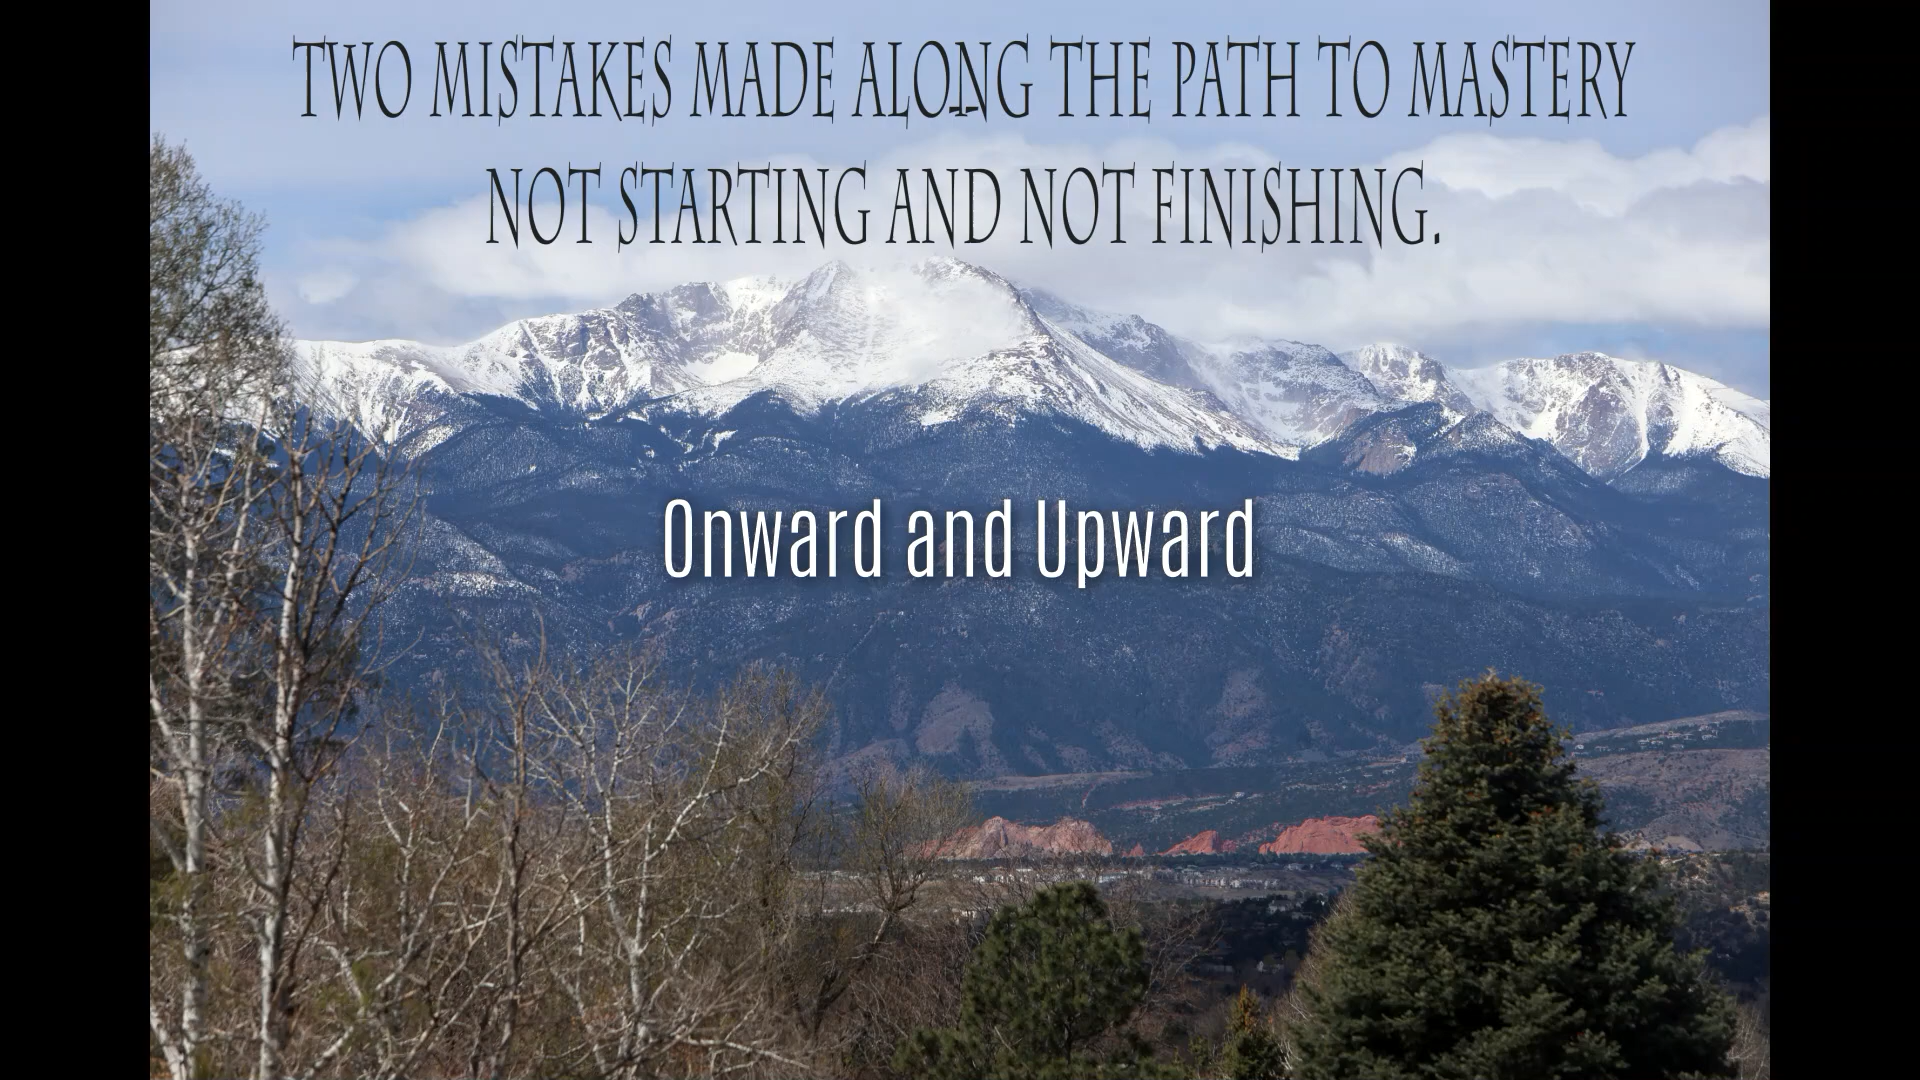 TWO MISTAKES MADE ALONG THE PATH TO MASTERY
NOT STARTING AND NOT FINISHING.
Onward and Upward